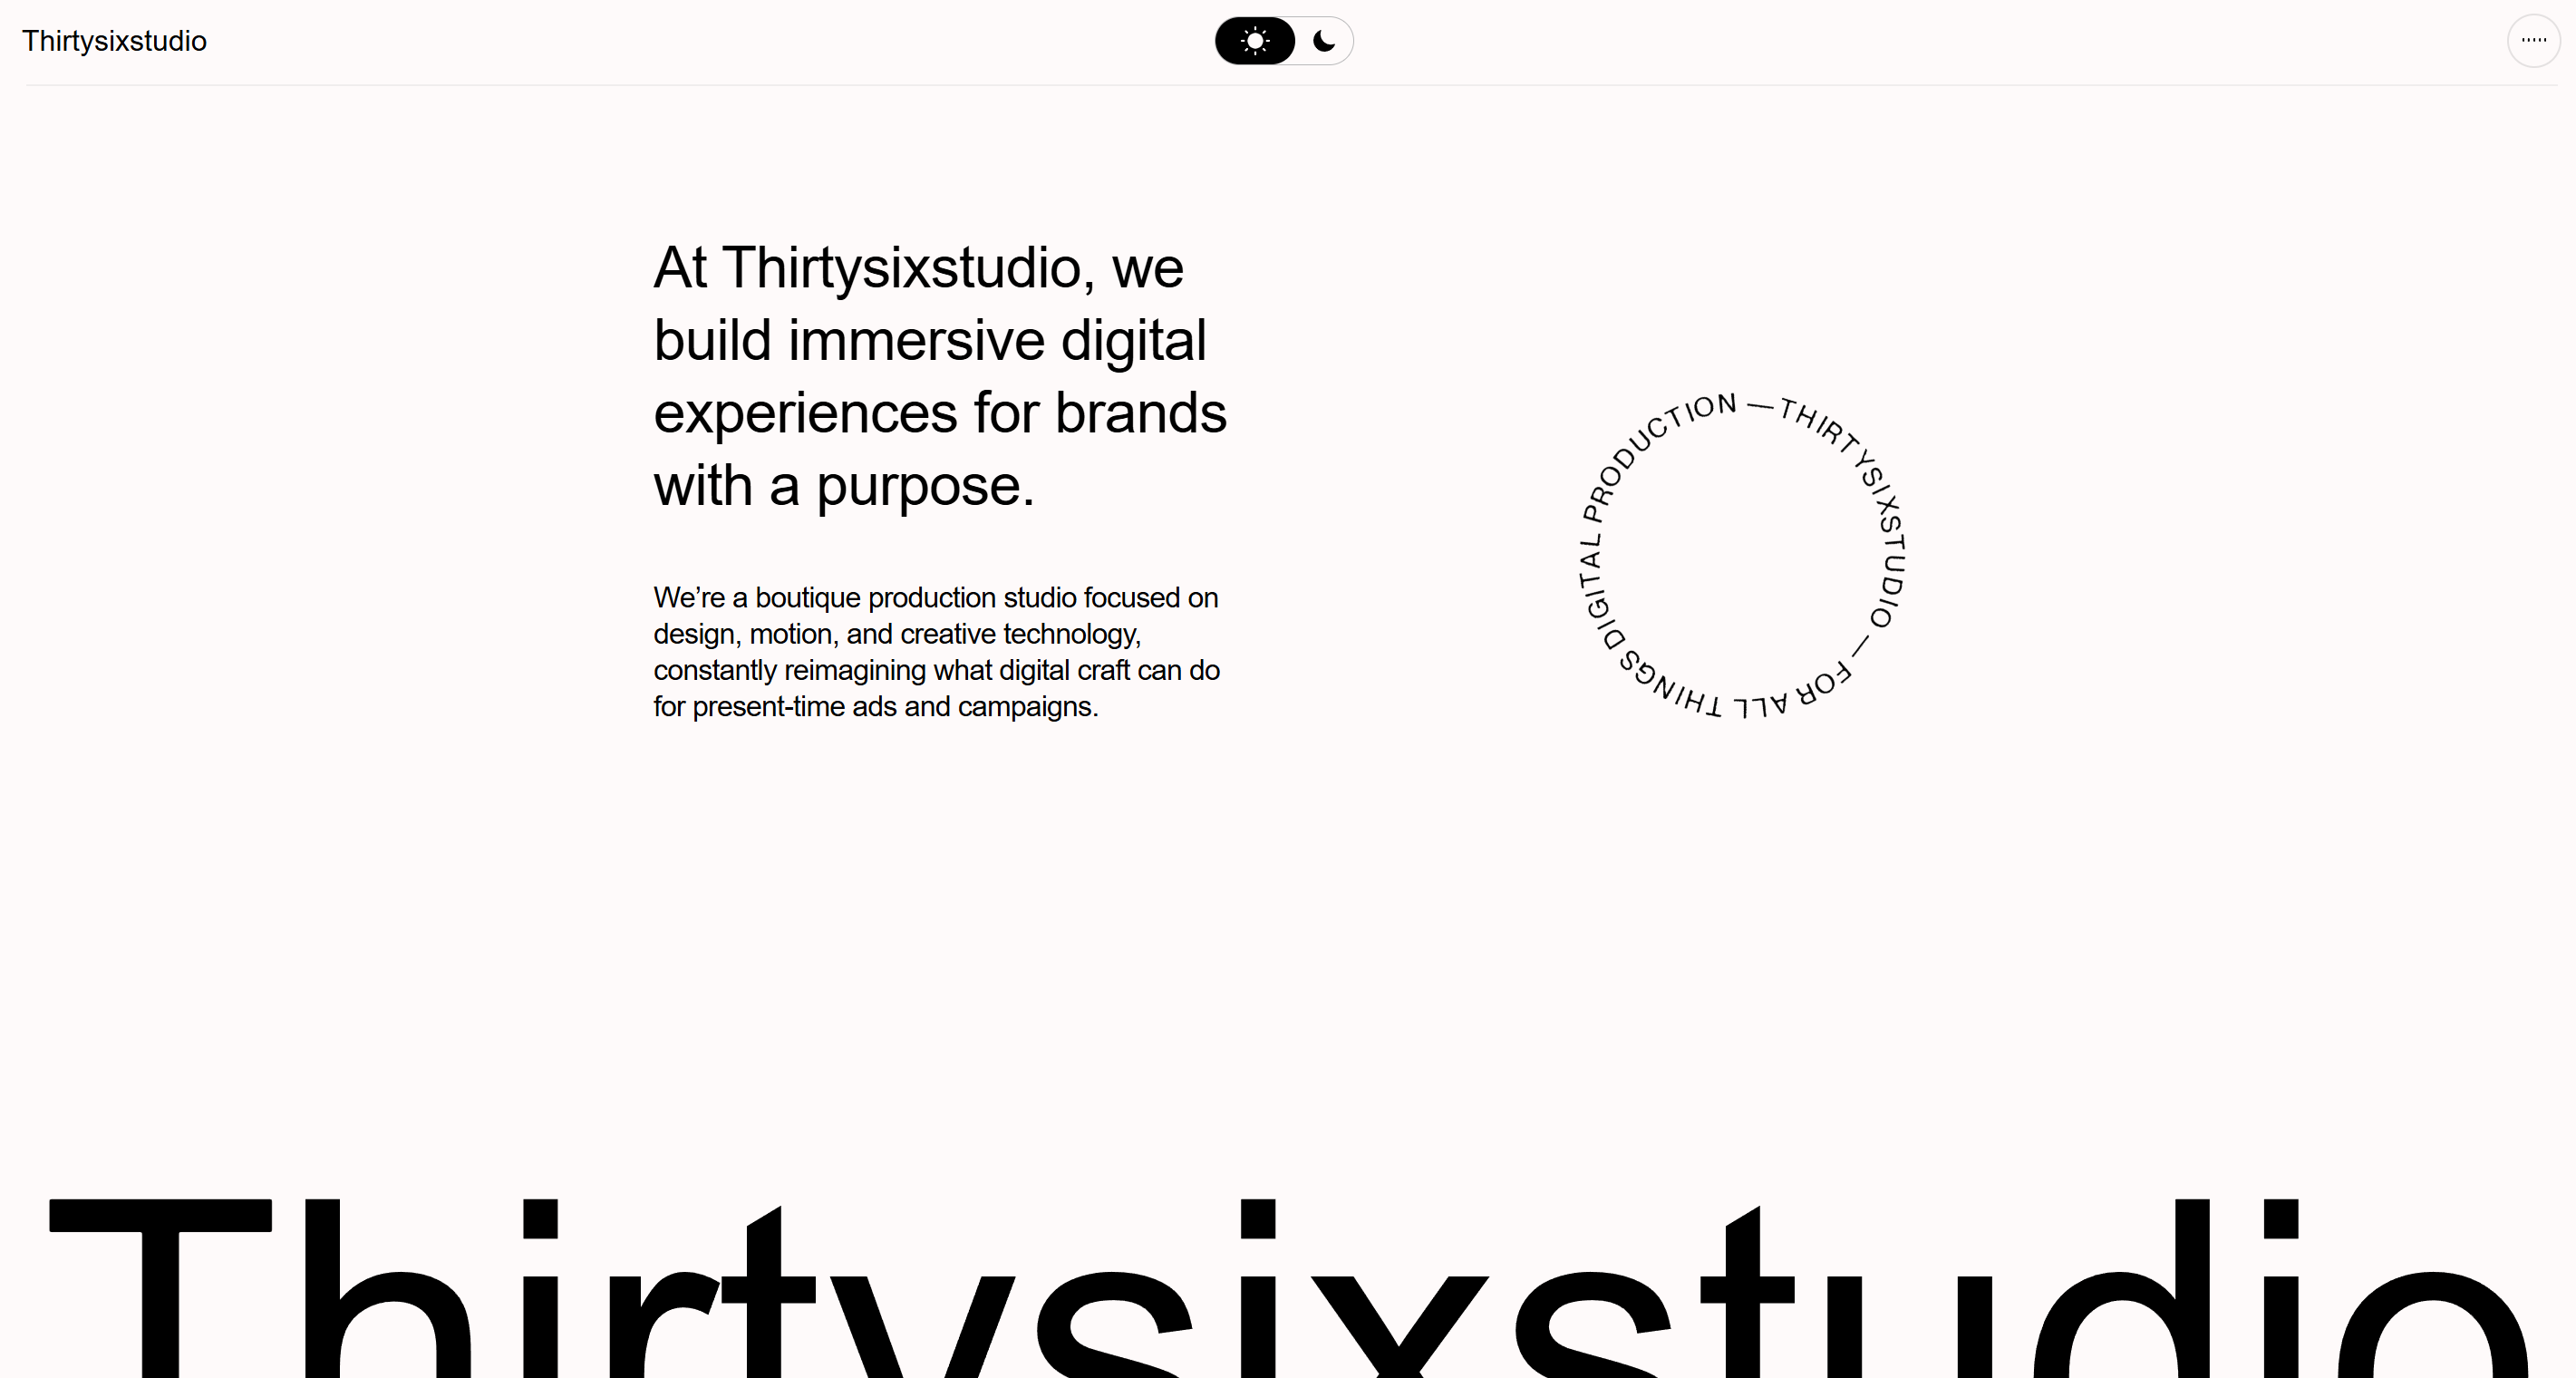 Thirtysixstudio
At Thirtysixstudio, we
build immersive digital
experiences for brands
with a purpose.
We’re a boutique production studio focused on
design, motion, and creative technology,
constantly reimagining what digital craft can do
for present-time ads and campaigns.
THIRTYSIXSTUDIO — FOR ALL THINGS DIGITAL PRODUCTION —
Thirtysixstudio